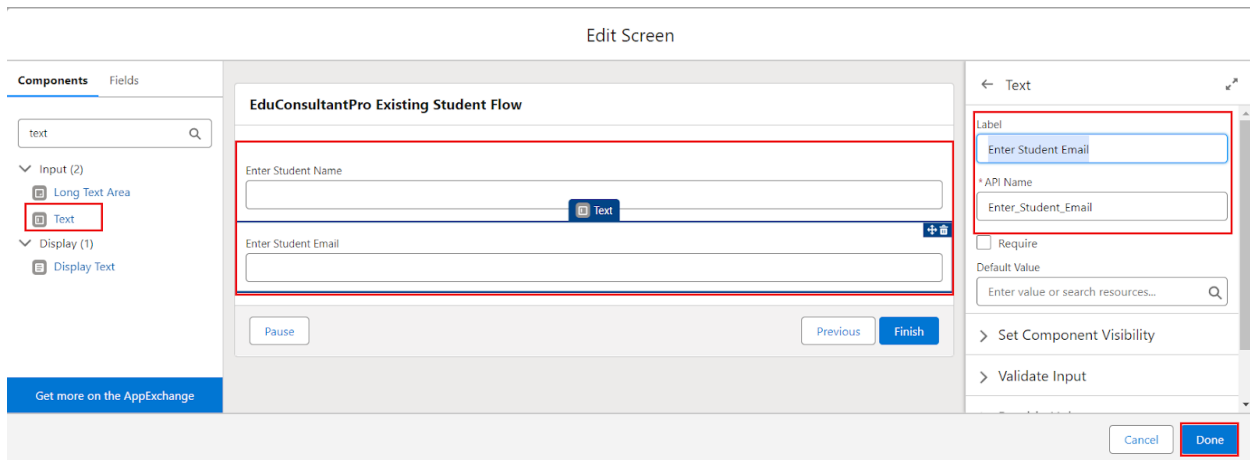 Edit Screen
Components Fields
text
Input (2)
Long Text Area
Text
Display (1)
Display Text
Get more on the AppExchange
EduConsultantPro Existing Student Flow
Enter Student Name
Text
Enter Student Email
Pause
Previous
Finish
Text
Label
Enter Student Email
* API Name
Enter_Student_Email
Require
Default Value
Enter value or search resources...
Set Component Visibility
Validate Input
Cancel
Done